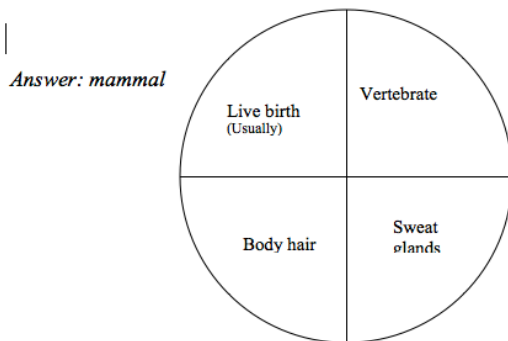 Answer: mammal
Live birth
(Usually)
Vertebrate
Body hair
Sweat
glands